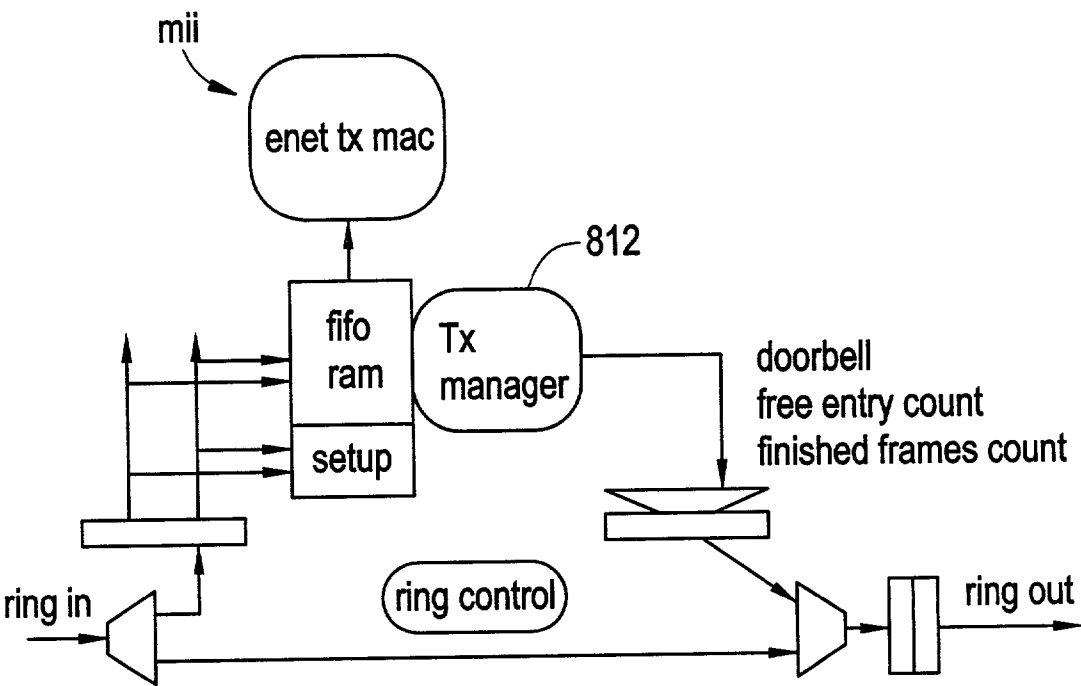 mii
enet tx mac
812
fifo
ram
Tx
manager
doorbell
free entry count
finished frames count
setup
ring in
ring control
ring out